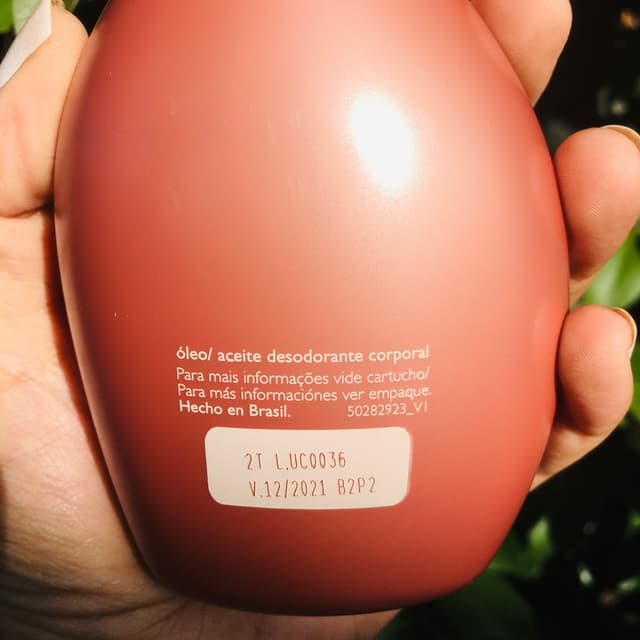 óleo/ aceite desodorante corporal
Para mais informações vide cartucho/
Para más informaciónes ver empaque.
Hecho en Brasil. 50282923_V1
2T L.UC0036
V.12/2021 B2P2